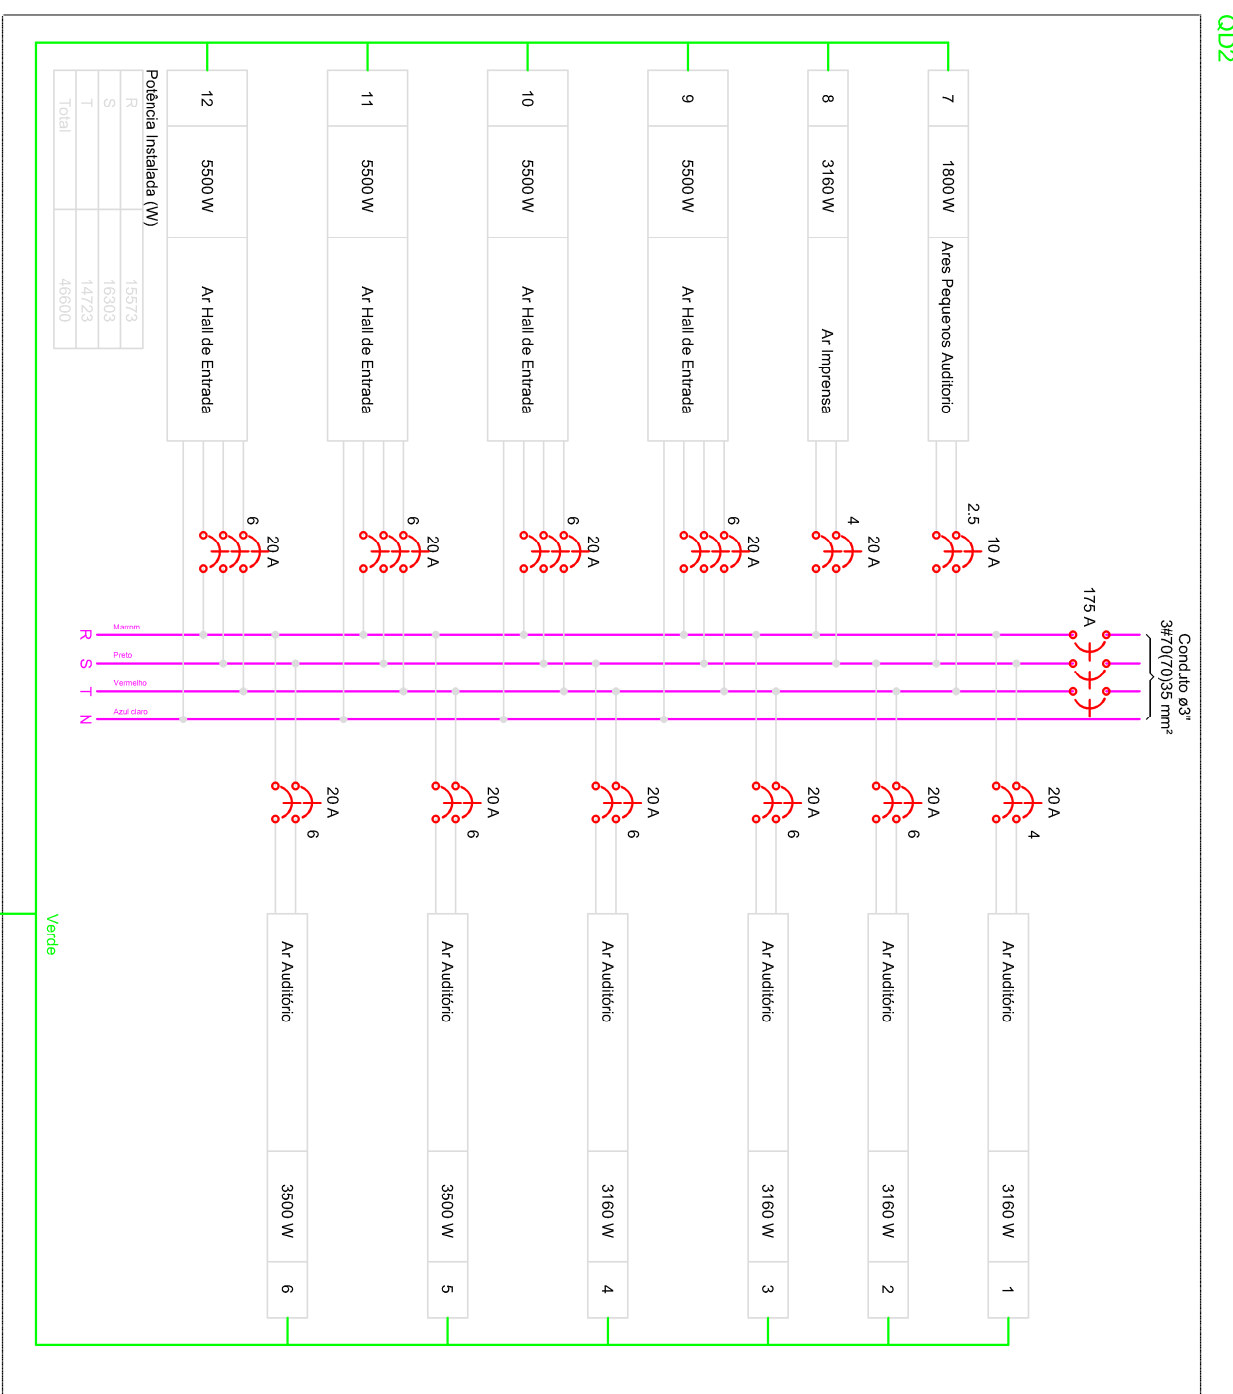 QD2
Conduto ø3"
3#70(70)35 mm²
175 A
1
3160 W
Ar Auditóric
4
20 A
2
3160 W
Ar Auditóric
6
20 A
3
3160 W
Ar Auditóric
6
20 A
4
3160 W
Ar Auditóric
6
20 A
5
3500 W
Ar Auditóric
6
20 A
6
3500 W
Ar Auditóric
6
20 A
7
1800 W
Ares Pequenos Auditorio
2.5
10 A
8
3160 W
Ar Imprensa
4
20 A
9
5500 W
Ar Hall de Entrada
6
20 A
10
5500 W
Ar Hall de Entrada
6
20 A
11
5500 W
Ar Hall de Entrada
6
20 A
12
5500 W
Ar Hall de Entrada
6
20 A
R Marrom
S Preto
T Vermelho
N Azul claro
Potência Instalada (W)
R 15573
S 16303
T 14723
Total 46600
Verde